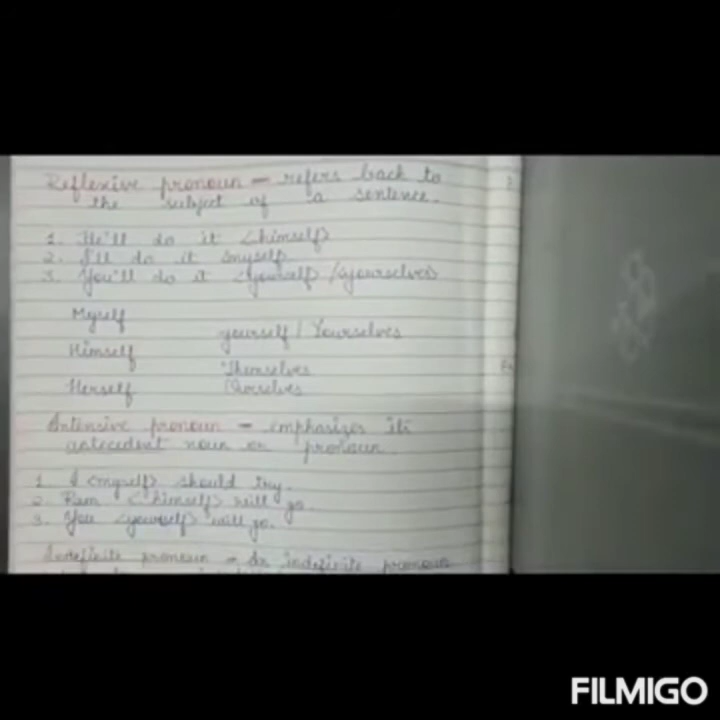 Reflexive pronoun – refers back to
the subject of a sentence.
1. He'll do it <himself>
2. I'll do it <myself>
3. You'll do it <yourself> / <yourselves>
Myself
yourself / Yourselves
Himself
Themselves
Herself
Ourselves
Intensive pronoun – emphasizes its
antecedent noun or pronoun.
1. I <myself> should try.
2. Ram <himself> will go.
3. You <yourself> will go.
Indefinite pronoun – An indefinite pronoun
FILMIGO